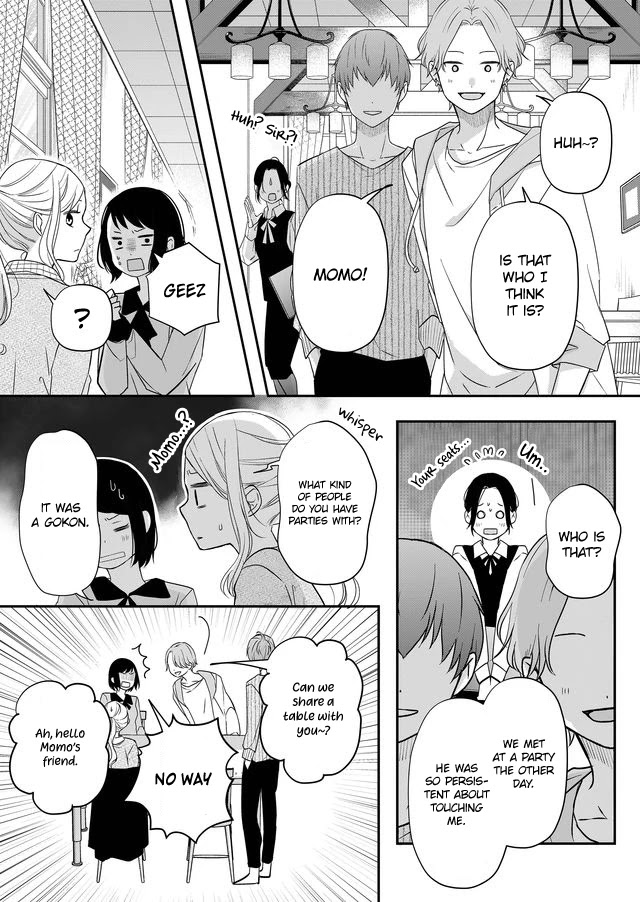 HUH~?
IS THAT
WHO I
THINK
IT IS?
MOMO!
Huh? Sir?!
GEEZ
?
WHO IS
THAT?
Um..
Your seats...
WE MET
AT A PARTY
THE OTHER
DAY.
HE WAS
SO PERSIS-
TENT ABOUT
TOUCHING
ME.
Whisper
WHAT KIND
OF PEOPLE
DO YOU HAVE
PARTIES WITH?
Momo...?
IT WAS
A GOKON.
Can we
share a
table with
you~?
NO WAY
Ah, hello
Momo's
friend.